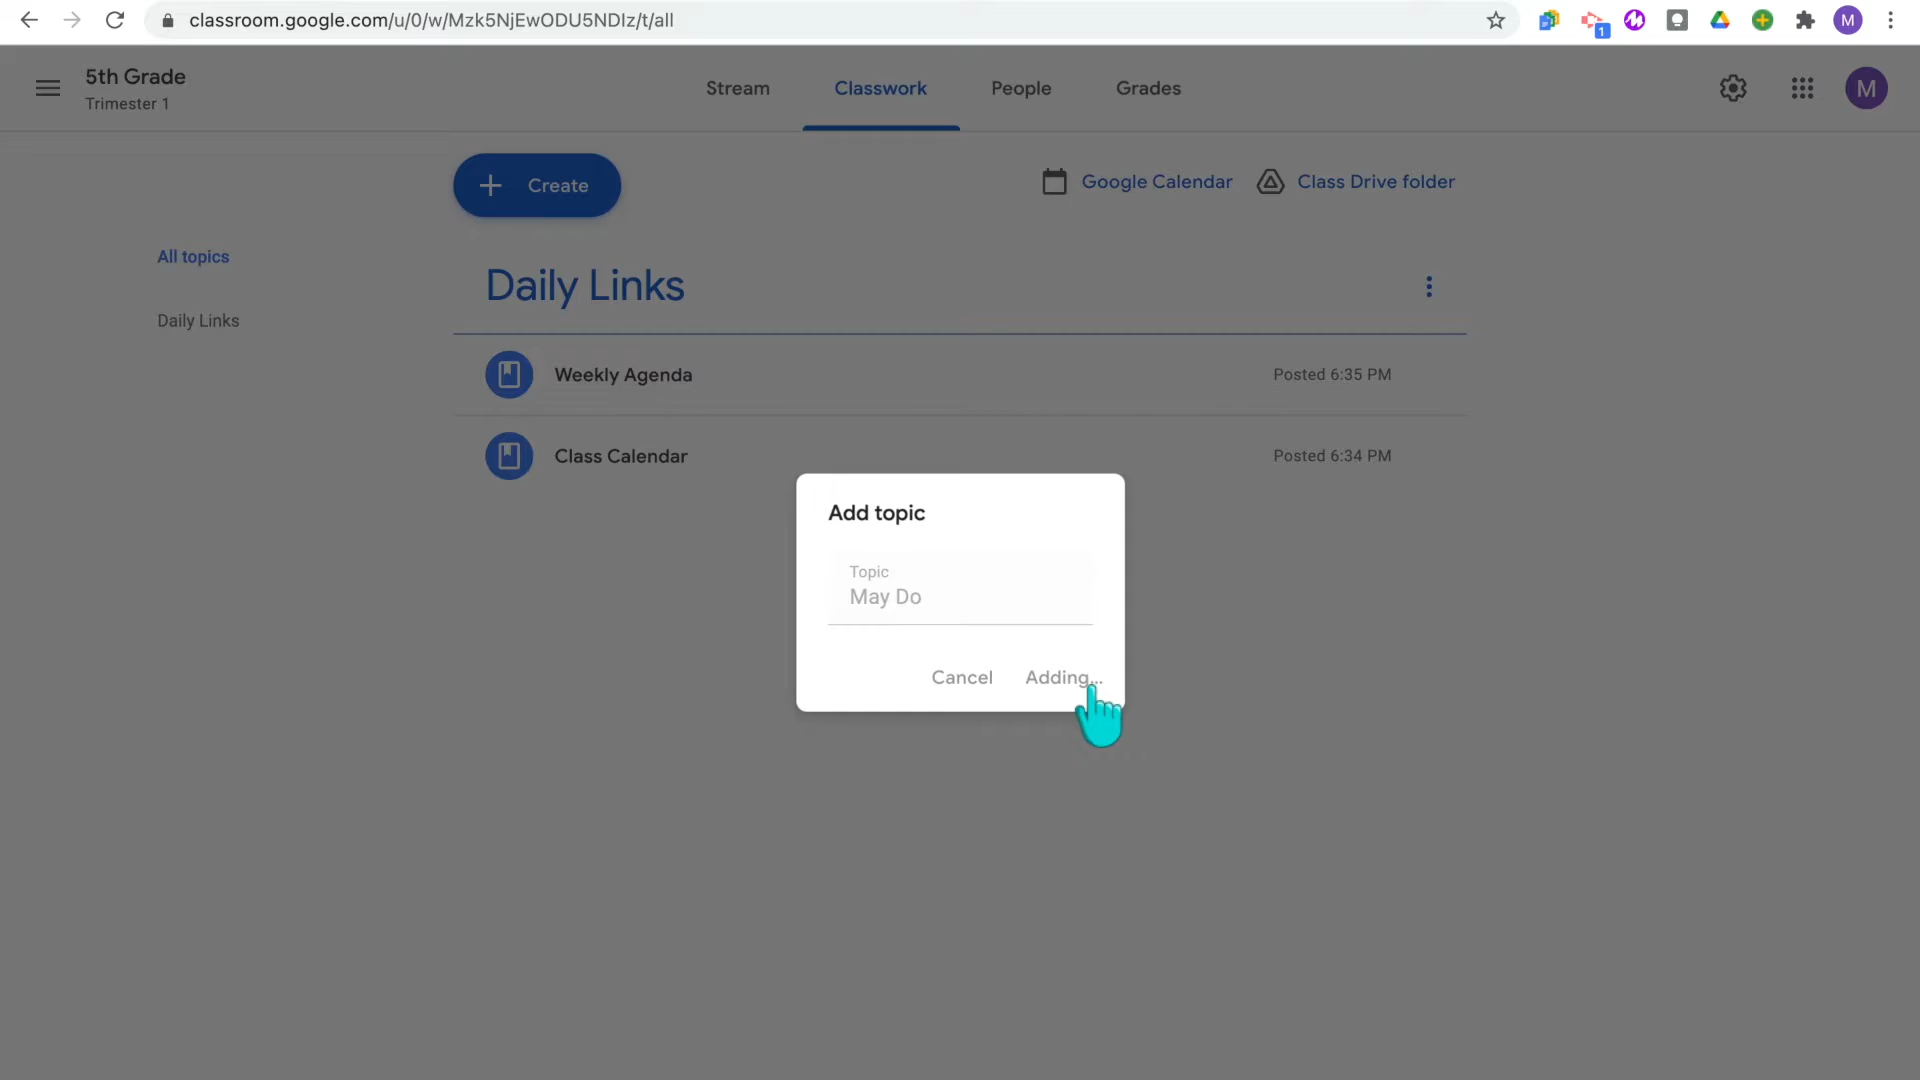 classroom.google.com/u/0/w/Mzk5NjEwODU5NDIz/t/all
1
M
5th Grade
Trimester 1
Stream
Classwork
People
Grades
M
Create
Google Calendar
Class Drive folder
All topics
Daily Links
Daily Links
Weekly Agenda
Posted 6:35 PM
Class Calendar
Posted 6:34 PM
Add topic
Topic
May Do
Cancel
Adding...